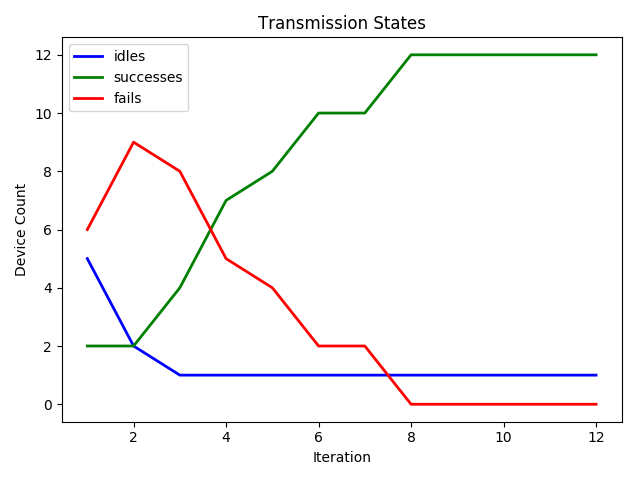 Transmission States
idles
successes
fails
Device Count
12
10
8
6
4
2
0
2 4 6 8 10 12
Iteration